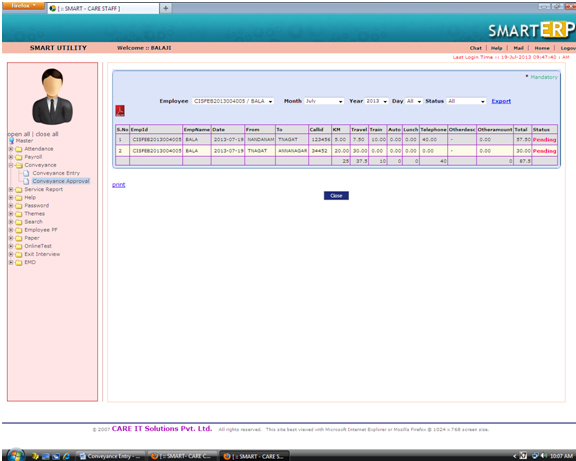 Firefox
[ :: SMART - CARE STAFF ]
SMARTERP
SMART UTILITY Welcome :: BALAJI Chat | Help | Mail | Home | Logou
Last Login Time :: 19-Jul-2013 09:47:40 : AM
* Mandatory
Employee CISFEB2013004005 / BALA Month July Year 2013 Day All Status All Export
open all | close all
Master
Attendance
Payroll
Conveyance
Conveyance Entry
Conveyance Approval
Service Report
Help
Password
Themes
Search
Employee PF
Paper
OnlineTest
Exit Interview
EMD
S.No EmpId EmpName Date From To Callid KM Travel Train Auto Lunch Telephone Otherdesc Otheramount Total Status
1 CISFEB2013004005 BALA 2013-07-19 NANDANAM TNAGAT 123456 5.00 7.50 10.00 0.00 0.00 40.00 - 0.00 57.50 Pending
2 CISFEB2013004005 BALA 2013-07-19 TNAGAT ANNANAGAR 34452 20.00 30.00 0.00 0.00 0.00 0.00 - 0.00 30.00 Pending
25 37.5 10 0 0 40 0 87.5
print
Close
© 2007 CARE IT Solutions Pvt. Ltd. All rights reserved. This site best viewed with Microsoft Internet Explorer or Mozilla Firefox @ 1024 x 768 screen size.
Conveyance Entry - ... [ :: SMART- CARE C... [ :: SMART - CARE S... 10:07 AM